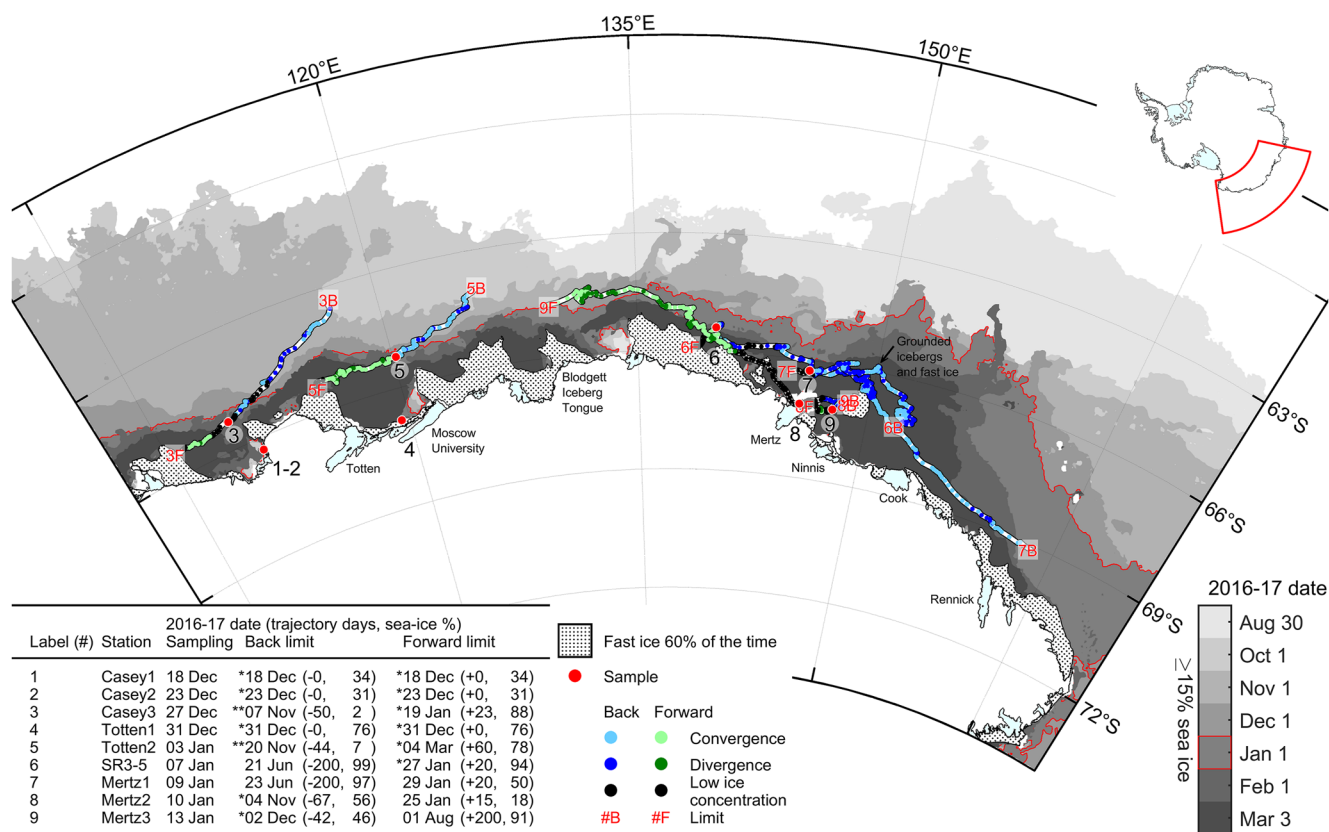 120°E
135°E
150°E
3B
5B
9F
6F
6
7F
7
Grounded
icebergs
and fast ice
63°S
5F
5
Blodgett
Iceberg
Tongue
8F
9B
8B
6B
3
3F
1-2
Totten
4
Moscow
University
Mertz
8
9
Ninnis
Cook
66°S
7B
Rennick
69°S
72°S
2016-17 date (trajectory days, sea-ice %)
Label (#) Station Sampling Back limit Forward limit
1 Casey1 18 Dec *18 Dec (-0, 34) *18 Dec (+0, 34)
2 Casey2 23 Dec *23 Dec (-0, 31) *23 Dec (+0, 31)
3 Casey3 27 Dec **07 Nov (-50, 2 ) *19 Jan (+23, 88)
4 Totten1 31 Dec *31 Dec (-0, 76) *31 Dec (+0, 76)
5 Totten2 03 Jan **20 Nov (-44, 7 ) *04 Mar (+60, 78)
6 SR3-5 07 Jan 21 Jun (-200, 99) *27 Jan (+20, 94)
7 Mertz1 09 Jan 23 Jun (-200, 97) 29 Jan (+20, 50)
8 Mertz2 10 Jan *04 Nov (-67, 56) 25 Jan (+15, 18)
9 Mertz3 13 Jan *02 Dec (-42, 46) 01 Aug (+200, 91)
Fast ice 60% of the time
Sample
Back Forward
Convergence
Divergence
Low ice
concentration
#B #F Limit
2016-17 date
≥15% sea ice
Aug 30
Oct 1
Nov 1
Dec 1
Jan 1
Feb 1
Mar 3